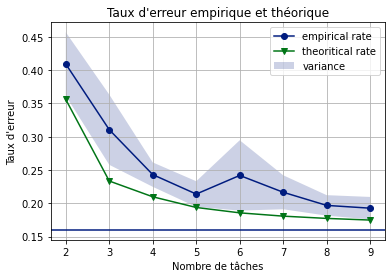 Taux d'erreur empirique et théorique
empirical rate
theoritical rate
variance
Taux d'erreur
0.45
0.40
0.35
0.30
0.25
0.20
0.15
2 3 4 5 6 7 8 9
Nombre de tâches